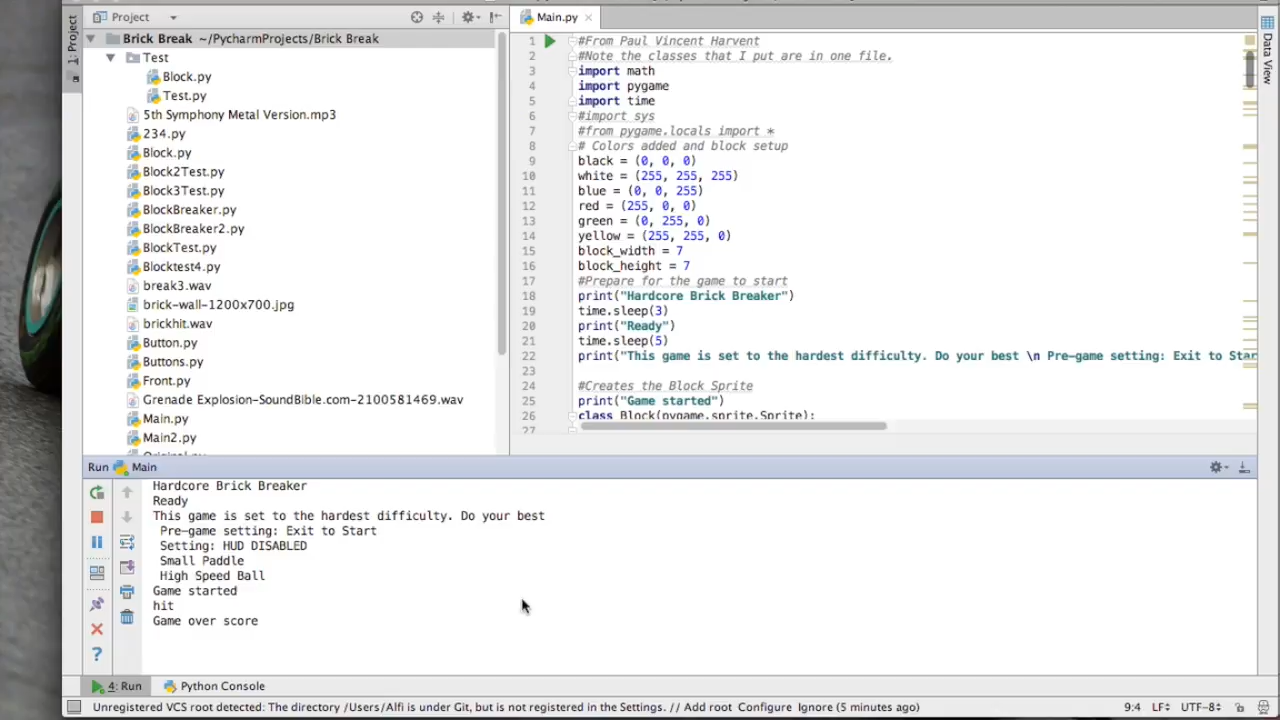 Project
Main.py
1: Project
Data View
Brick Break ~/PycharmProjects/Brick Break
Test
Block.py
Test.py
5th Symphony Metal Version.mp3
234.py
Block.py
Block2Test.py
Block3Test.py
BlockBreaker.py
BlockBreaker2.py
BlockTest.py
Blocktest4.py
break3.wav
brick-wall-1200x700.jpg
brickhit.wav
Button.py
Buttons.py
Front.py
Grenade Explosion-SoundBible.com-2100581469.wav
Main.py
Main2.py
1 #From Paul Vincent Harvent
2 #Note the classes that I put are in one file.
3 import math
4 import pygame
5 import time
6 #import sys
7 #from pygame.locals import *
8 # Colors added and block setup
9 black = (0, 0, 0)
10 white = (255, 255, 255)
11 blue = (0, 0, 255)
12 red = (255, 0, 0)
13 green = (0, 255, 0)
14 yellow = (255, 255, 0)
15 block_width = 7
16 block_height = 7
17 #Prepare for the game to start
18 print("Hardcore Brick Breaker")
19 time.sleep(3)
20 print("Ready")
21 time.sleep(5)
22 print("This game is set to the hardest difficulty. Do your best \n Pre-game setting: Exit to Star
23
24 #Creates the Block Sprite
25 print("Game started")
26 class Block(pygame.sprite.Sprite):
27
Run Main
Hardcore Brick Breaker
Ready
This game is set to the hardest difficulty. Do your best
Pre-game setting: Exit to Start
Setting: HUD DISABLED
Small Paddle
High Speed Ball
Game started
hit
Game over score
4: Run Python Console
Unregistered VCS root detected: The directory /Users/Alfi is under Git, but is not registered in the Settings. // Add root Configure Ignore (5 minutes ago) 9:4 LF UTF-8